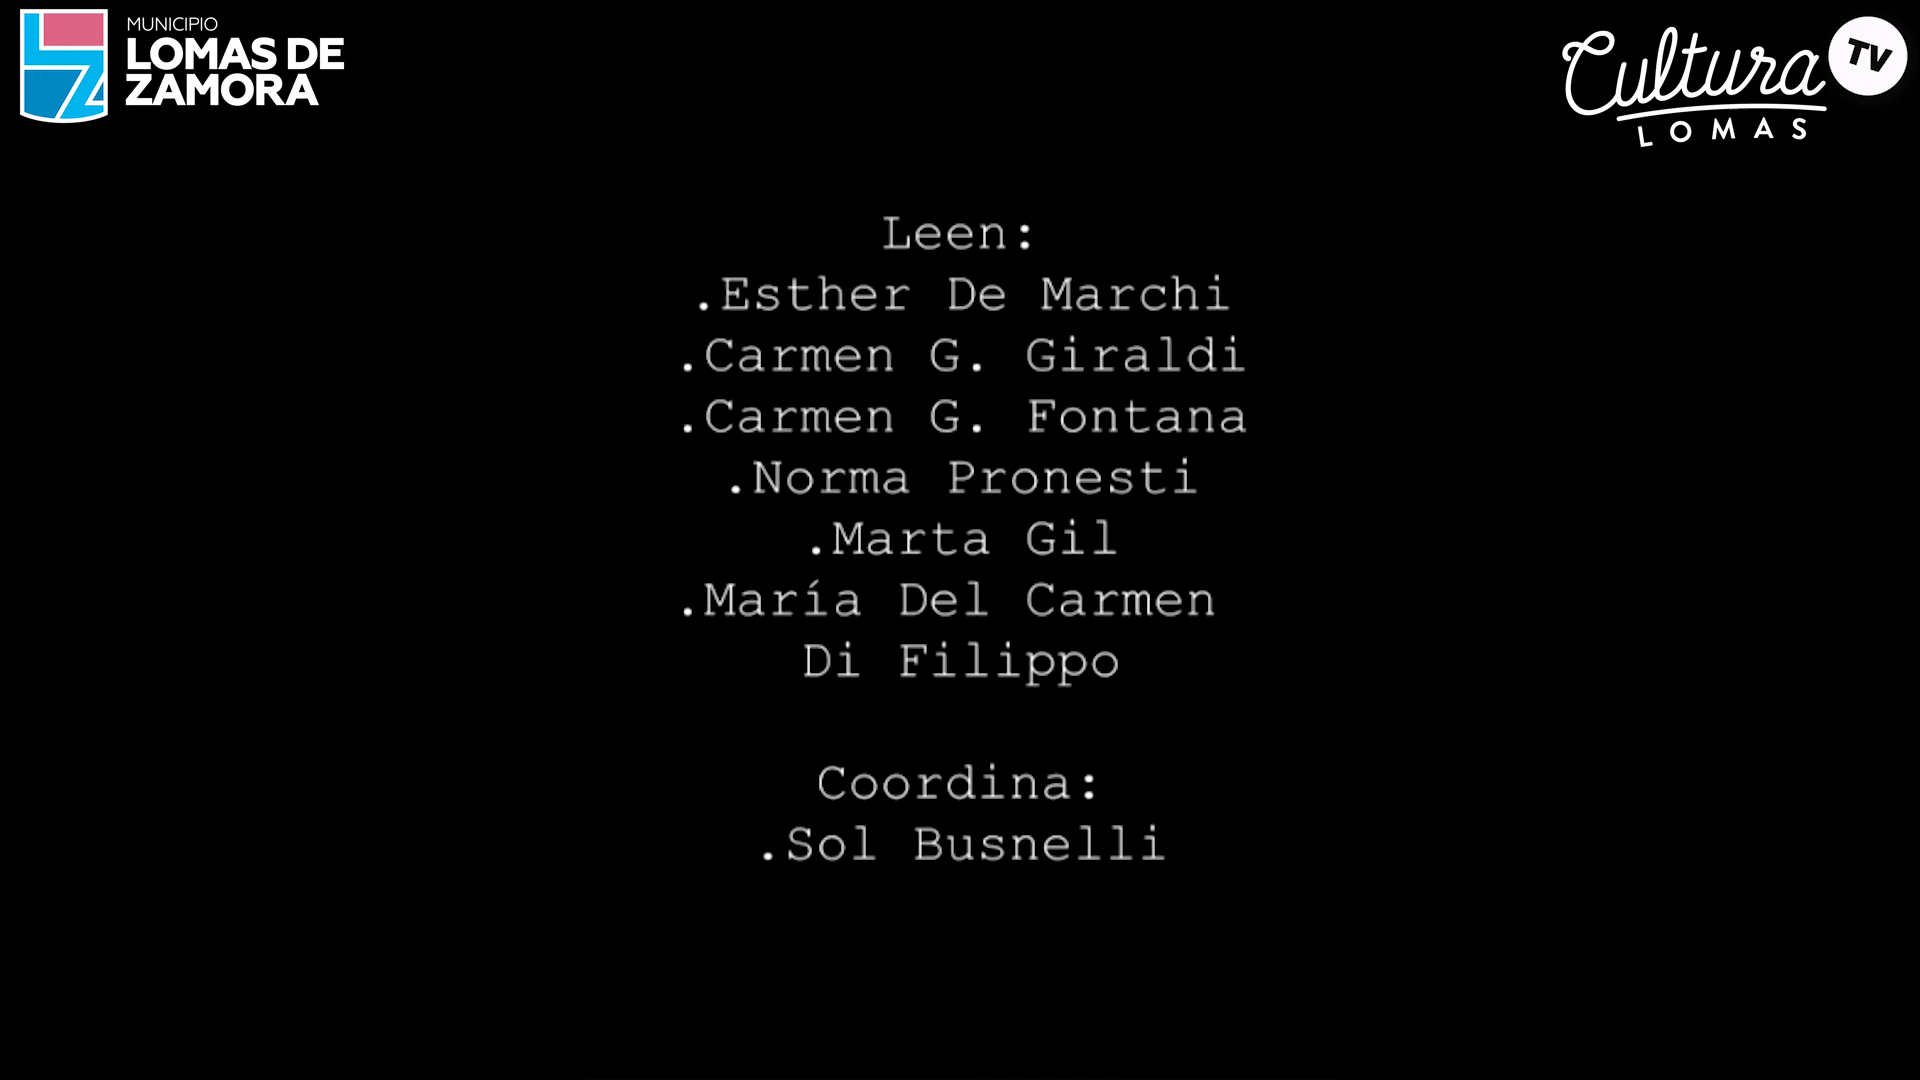 MUNICIPIO
LOMAS DE
ZAMORA
Cultura TV
LOMAS
Leen:
.Esther De Marchi
.Carmen G. Giraldi
.Carmen G. Fontana
.Norma Pronesti
.Marta Gil
.María Del Carmen
Di Filippo
Coordina:
.Sol Busnelli